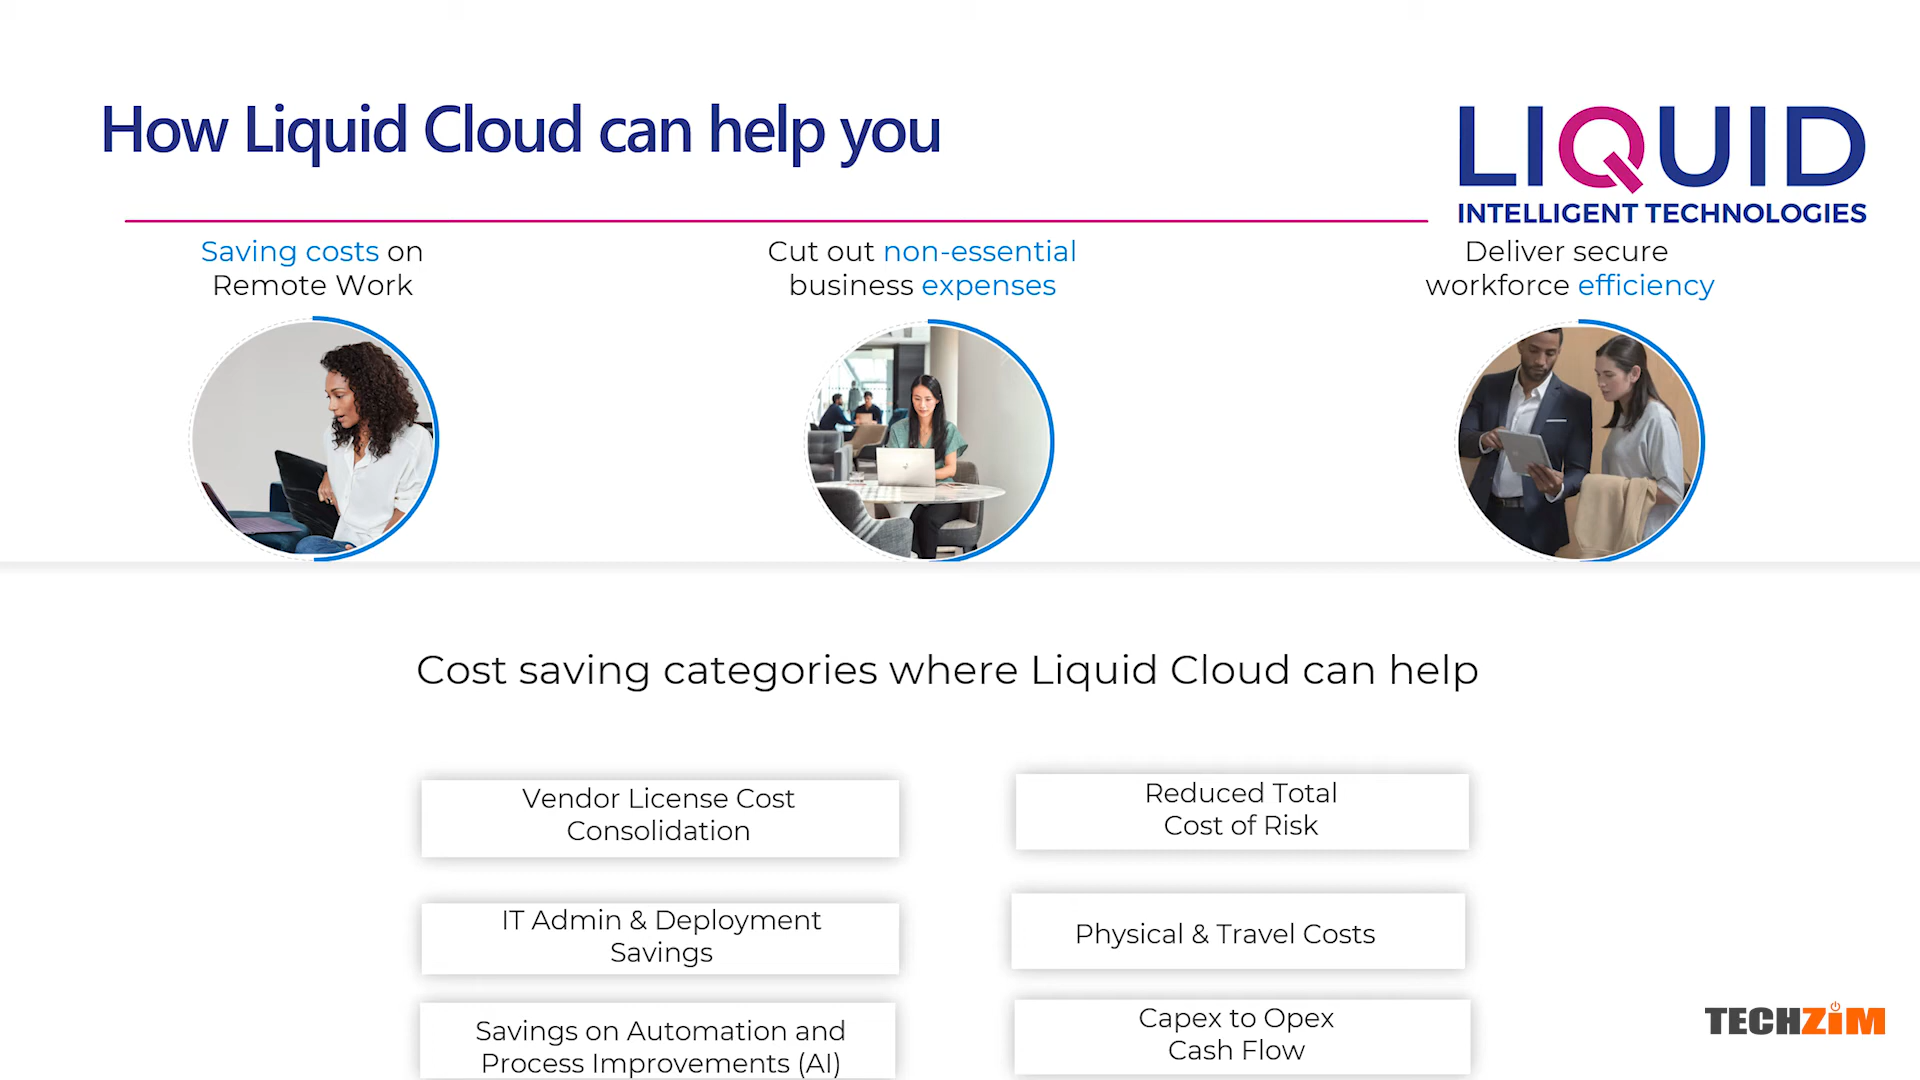 How Liquid Cloud can help you
LIQUID
INTELLIGENT TECHNOLOGIES
Saving costs on
Remote Work
Cut out non-essential
business expenses
Deliver secure
workforce efficiency
Cost saving categories where Liquid Cloud can help
Vendor License Cost
Consolidation
Reduced Total
Cost of Risk
IT Admin & Deployment
Savings
Physical & Travel Costs
Savings on Automation and
Process Improvements (AI)
Capex to Opex
Cash Flow
TECHZIM